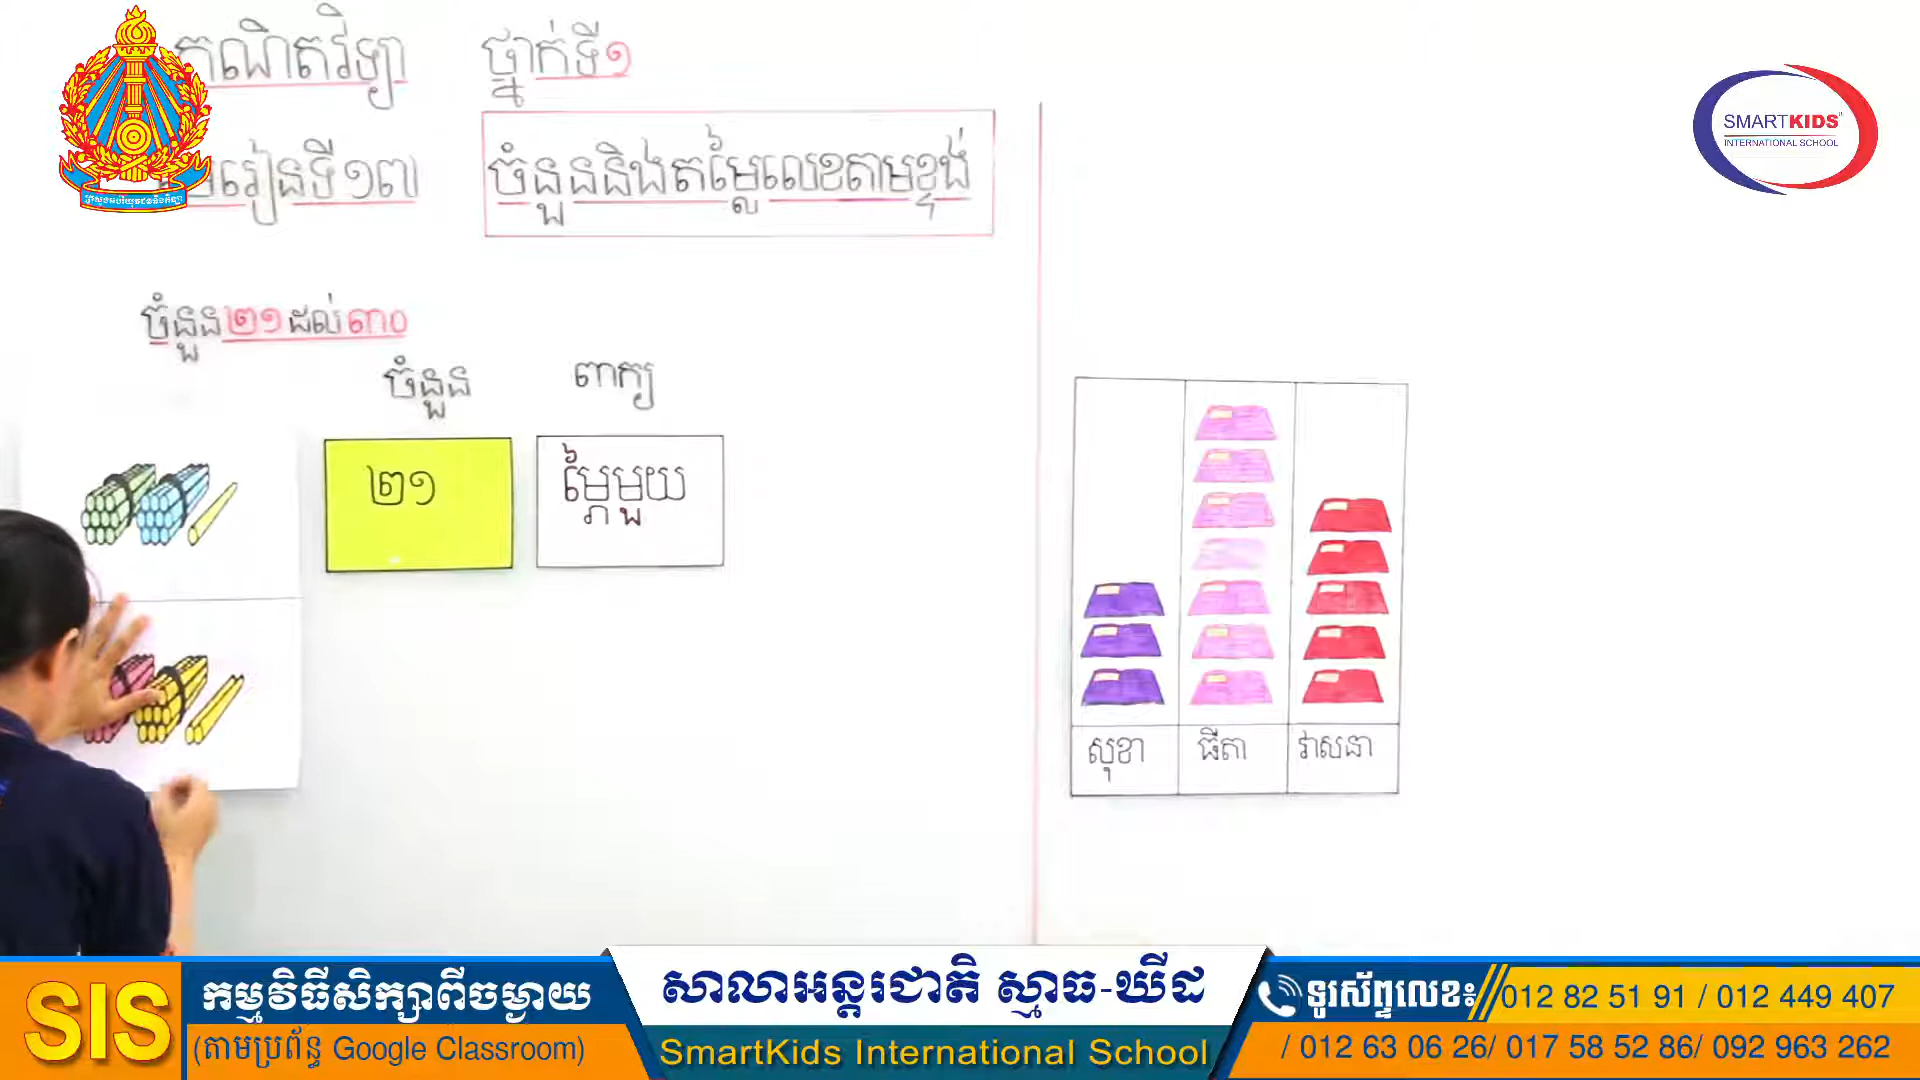 គណិតវិទ្យា ថ្នាក់ទី១
មេរៀនទី១៧ ចំនួននិងតម្លៃលេខតាមខ្ទង់
SMARTKIDS
INTERNATIONAL SCHOOL
ចំនួន២១ដល់៣០
ចំនួន ពាក្យ
២១ ម្ភៃមួយ
សុខា ធីតា វាសនា
SIS
កម្មវិធីសិក្សាពីចម្ងាយ
(តាមប្រព័ន្ធ Google Classroom)
សាលាអន្តរជាតិ ស្មាធ-ឃីដ
SmartKids International School
ទូរស័ព្ទលេខ៖ 012 82 51 91 / 012 449 407
/ 012 63 06 26/ 017 58 52 86/ 092 963 262